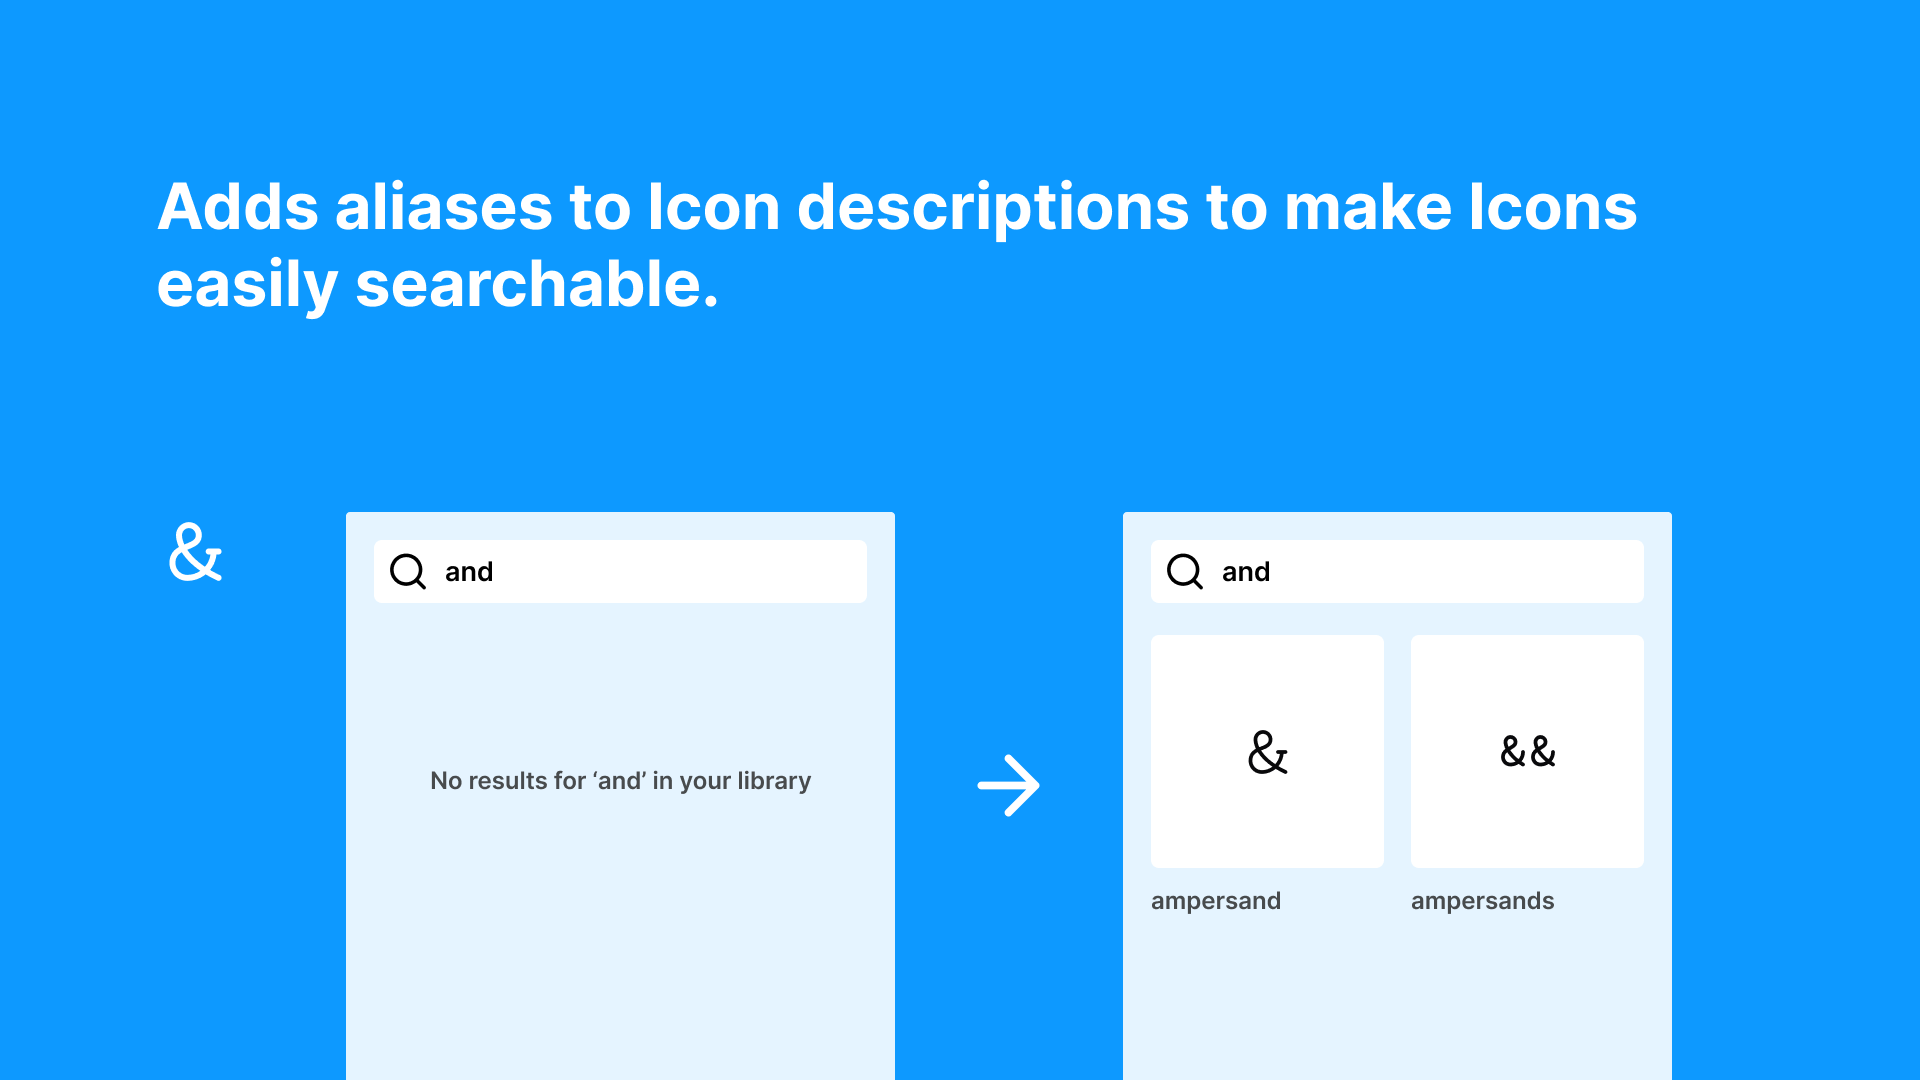 Adds aliases to Icon descriptions to make Icons
easily searchable.
&
and
No results for ‘and’ in your library
and
&
&&
ampersand
ampersands